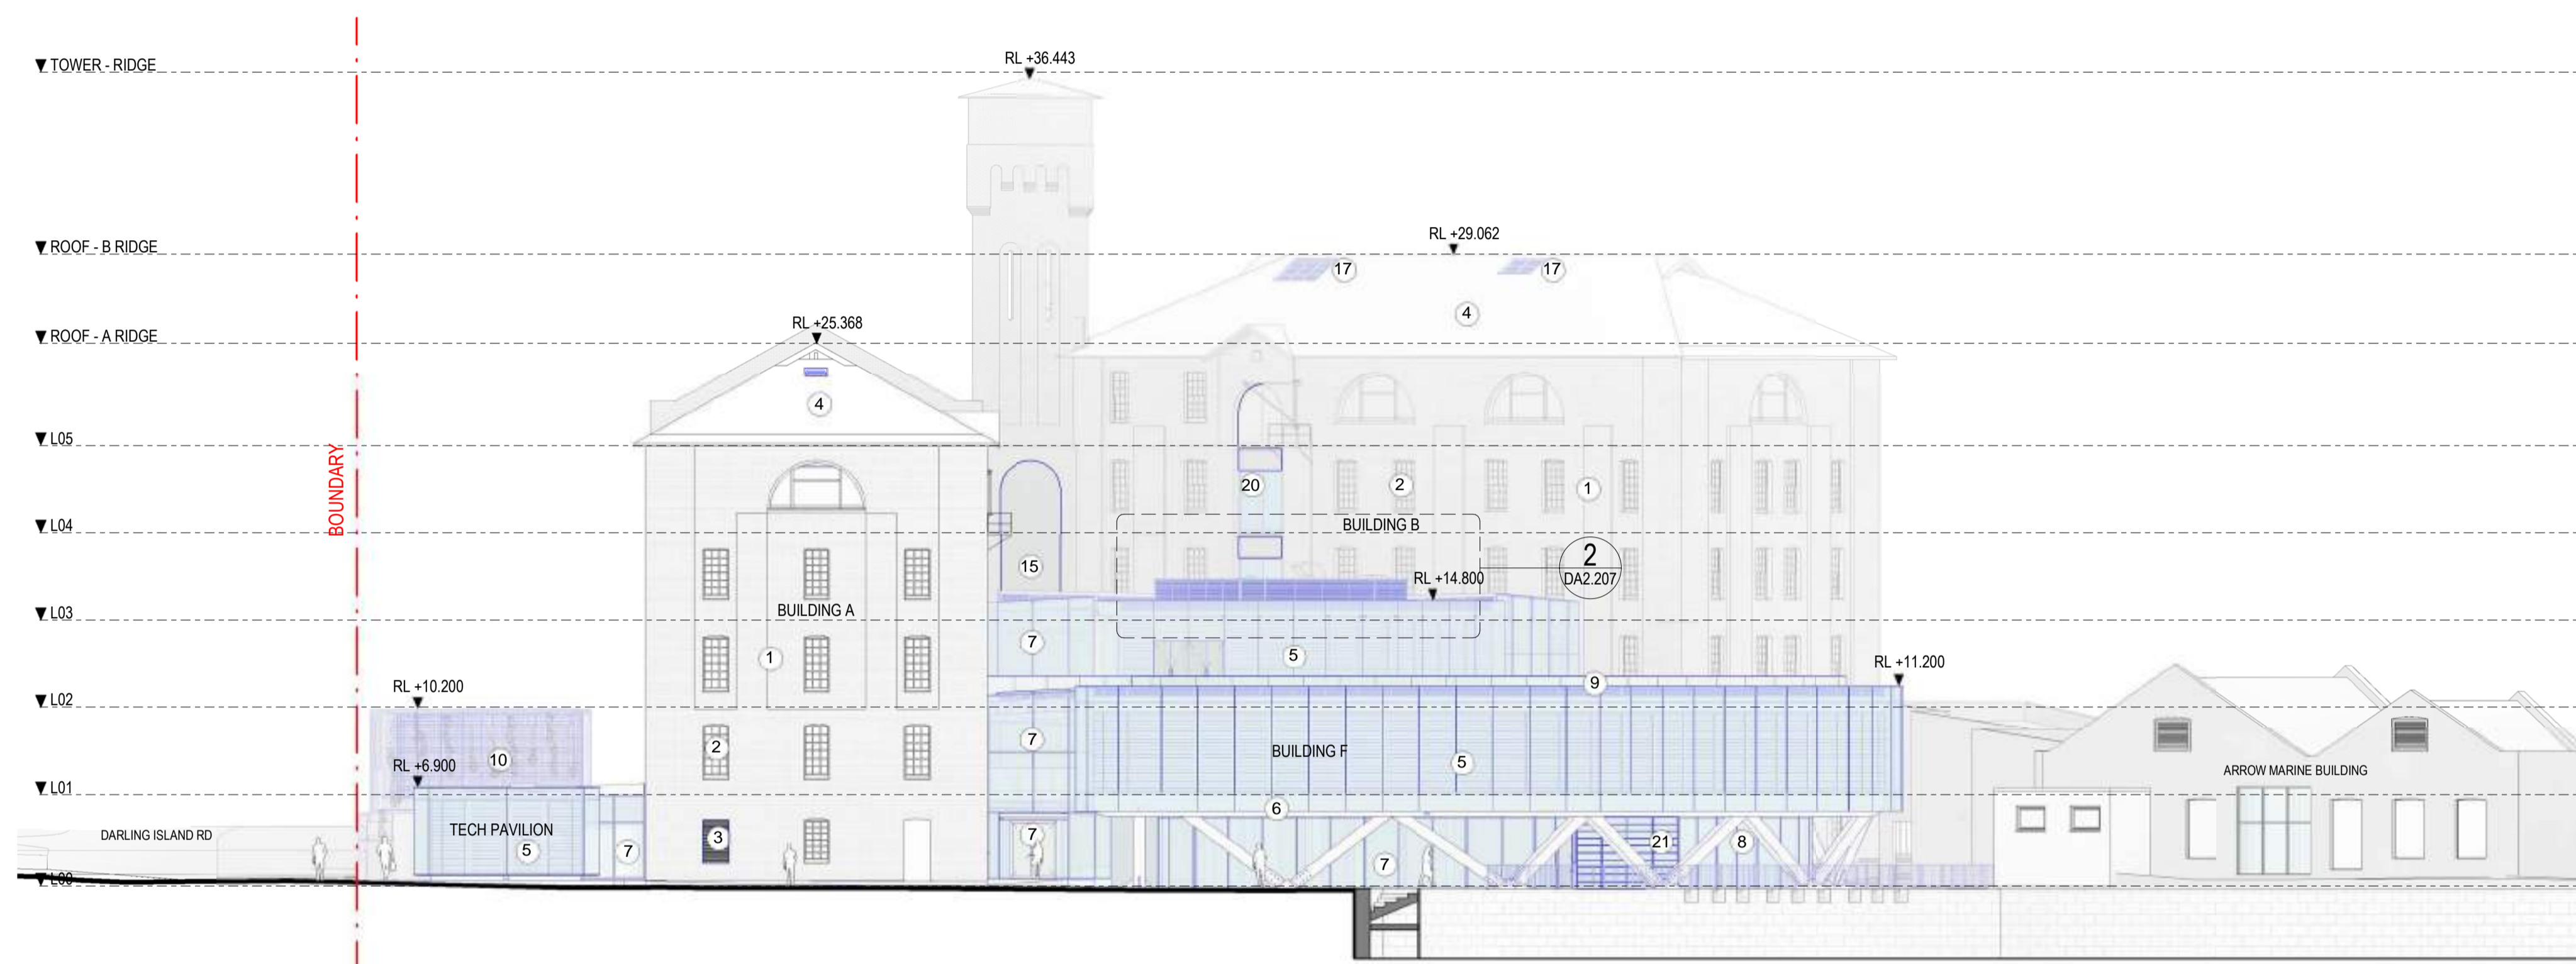 RL +36.443
TOWER - RIDGE
RL +29.062
ROOF - B RIDGE
17
17
4
RL +25.368
ROOF - A RIDGE
4
L05
BOUNDARY
20
2
1
L04
BUILDING B
2
DA2.207
15
RL +14.800
L03
BUILDING A
7
5
1
RL +11.200
9
RL +10.200
L02
2
7
BUILDING F
5
10
RL +6.900
ARROW MARINE BUILDING
L01
6
DARLING ISLAND RD
TECH PAVILION
5
7
3
7
7
21
8
L00